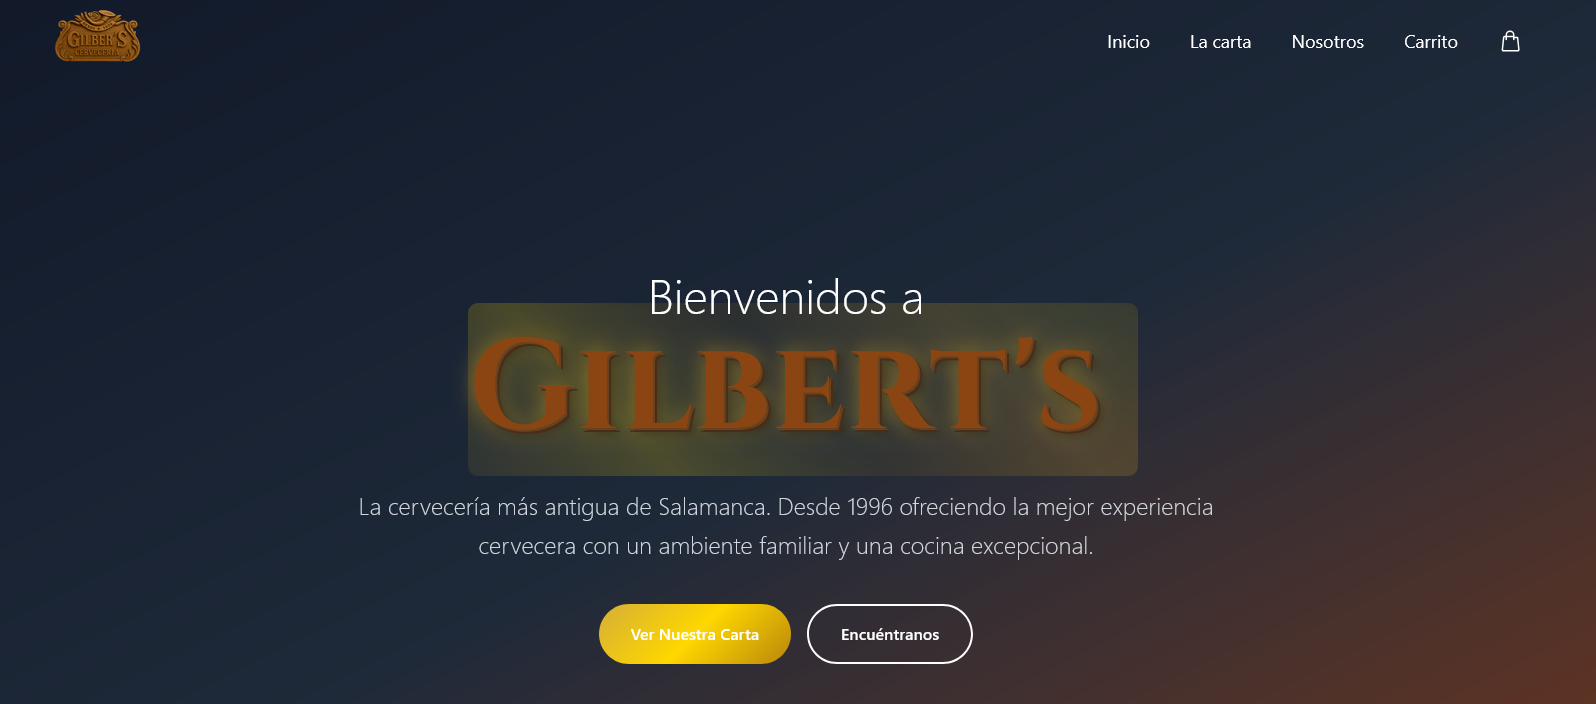 GILBER'S
CERVECERÍA
Inicio
La carta
Nosotros
Carrito
Bienvenidos a
GILBERT'S
La cervecería más antigua de Salamanca. Desde 1996 ofreciendo la mejor experiencia
cervecera con un ambiente familiar y una cocina excepcional.
Ver Nuestra Carta
Encuéntranos